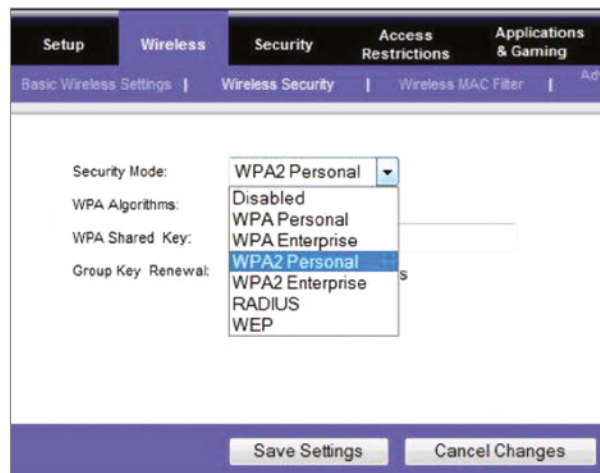 Setup Wireless Security Access Restrictions Applications & Gaming
Basic Wireless Settings | Wireless Security | Wireless MAC Filter |
Security Mode: WPA2 Personal
WPA Algorithms: Disabled
WPA Personal
WPA Shared Key: WPA Enterprise
WPA2 Personal
Group Key Renewal: WPA2 Enterprise
RADIUS
WEP
Save Settings Cancel Changes